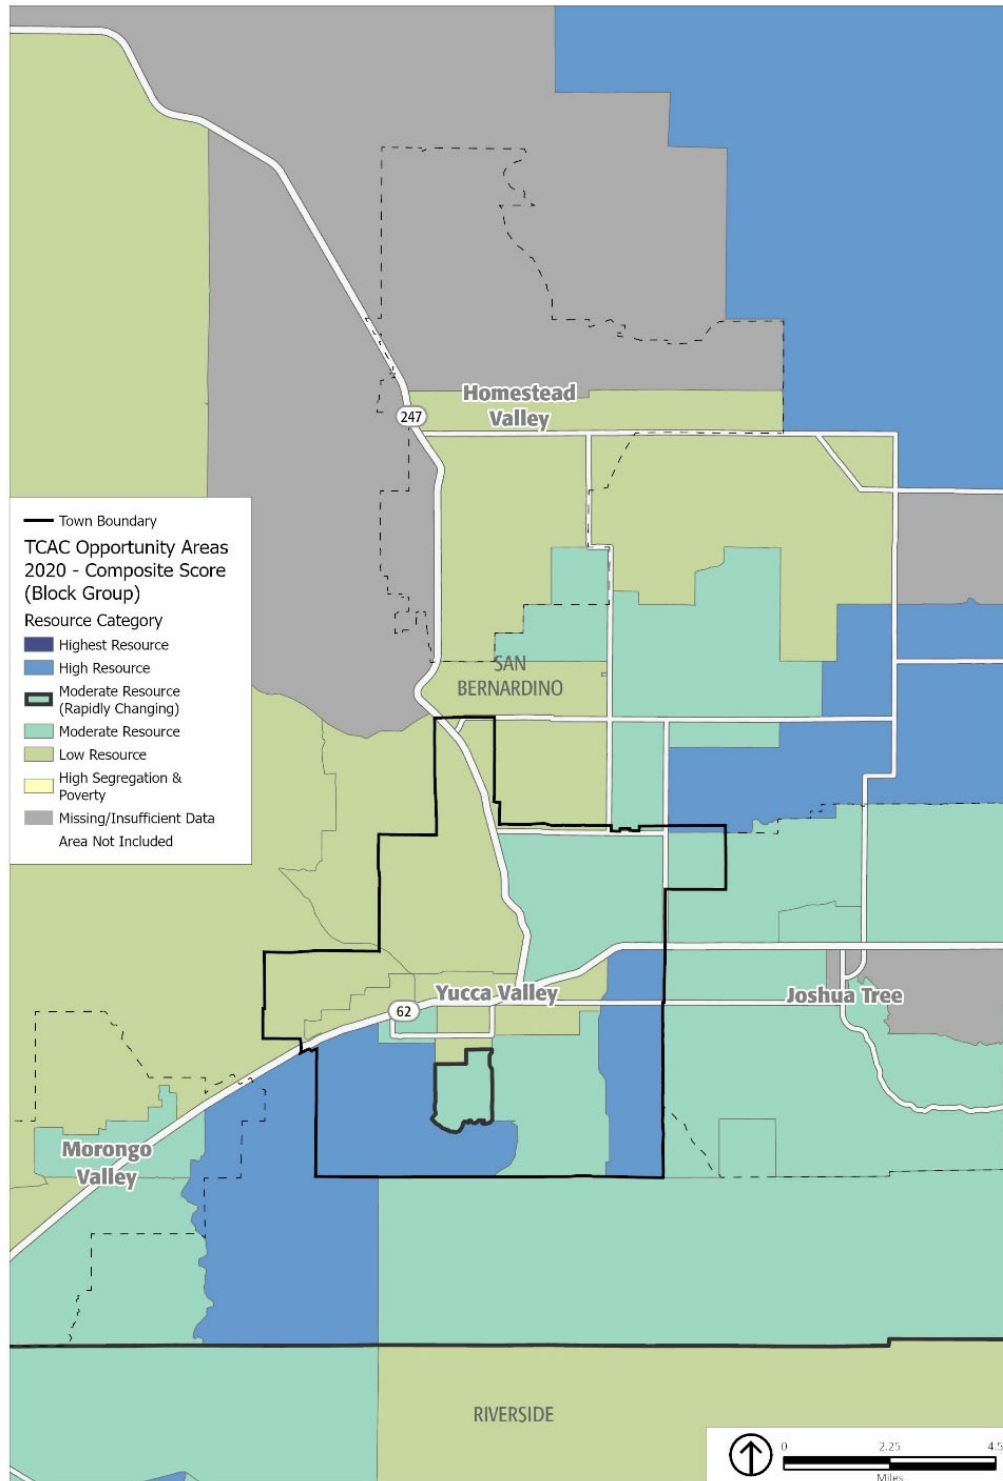 Homestead
Valley
247
Town Boundary
TCAC Opportunity Areas
2020 - Composite Score
(Block Group)
Resource Category
Highest Resource
High Resource
Moderate Resource
(Rapidly Changing)
Moderate Resource
Low Resource
High Segregation &
Poverty
Missing/Insufficient Data
Area Not Included
SAN
BERNARDINO
Yucca Valley
Joshua Tree
62
Morongo
Valley
RIVERSIDE
0 2.25 4.5
Miles